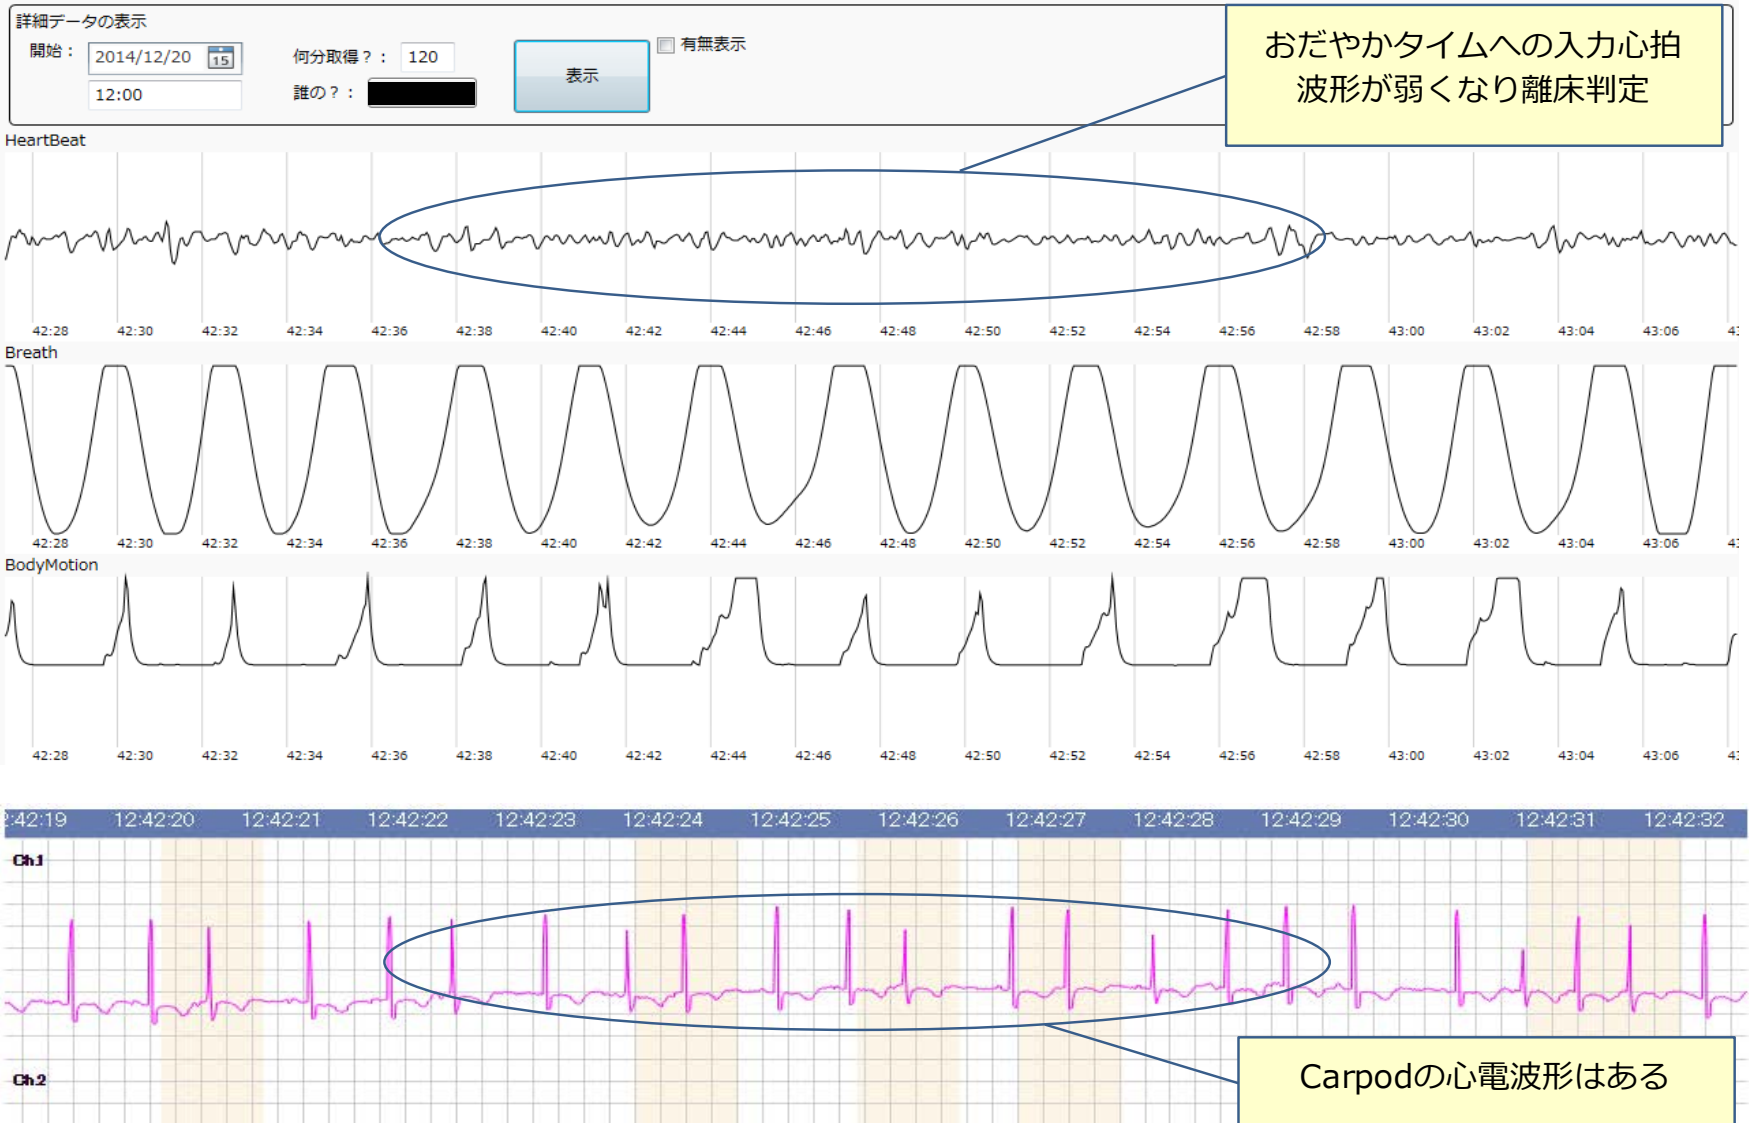 詳細データの表示
開始：
2014/12/20
15
何分取得？：
120
表示
有無表示
12:00
誰の？：
おだやかタイムへの入力心拍
波形が弱くなり離床判定
HeartBeat
42:28 42:30 42:32 42:34 42:36 42:38 42:40 42:42 42:44 42:46 42:48 42:50 42:52 42:54 42:56 42:58 43:00 43:02 43:04 43:06
Breath
42:28 42:30 42:32 42:34 42:36 42:38 42:40 42:42 42:44 42:46 42:48 42:50 42:52 42:54 42:56 42:58 43:00 43:02 43:04 43:06
BodyMotion
42:28 42:30 42:32 42:34 42:36 42:38 42:40 42:42 42:44 42:46 42:48 42:50 42:52 42:54 42:56 42:58 43:00 43:02 43:04 43:06
2:42:19 12:42:20 12:42:21 12:42:22 12:42:23 12:42:24 12:42:25 12:42:26 12:42:27 12:42:28 12:42:29 12:42:30 12:42:31 12:42:32
Ch.1
Ch.2
Carpodの心電波形はある